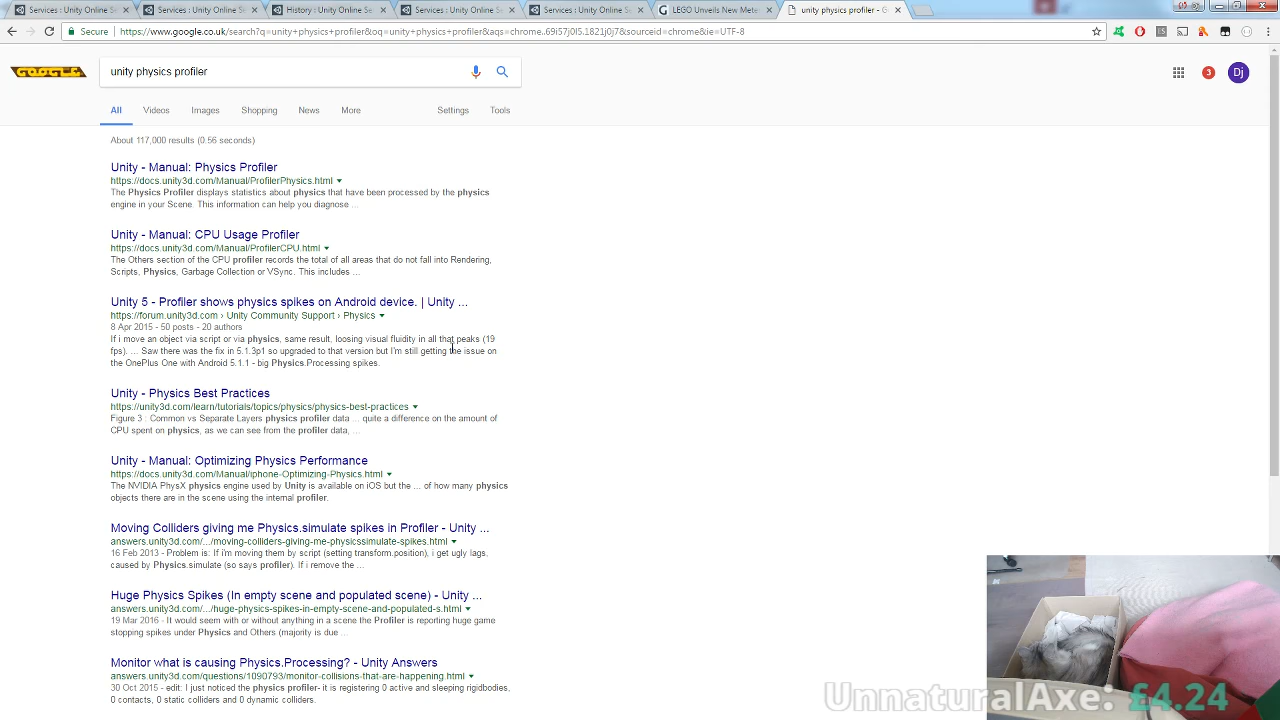 Services : Unity Online Se
Services : Unity Online Se
History : Unity Online Ser
Services : Unity Online Se
Services : Unity Online Se
LEGO Unveils New Mete
unity physics profiler - G
Secure
https://www.google.co.uk/search?q=unity+physics+profiler&oq=unity+physics+profiler&aqs=chrome..69i57j0l5.1821j0j7&sourceid=chrome&ie=UTF-8
GOOGLE
unity physics profiler
3
Dj
All Videos Images Shopping News More Settings Tools
About 117,000 results (0.56 seconds)
Unity - Manual: Physics Profiler
https://docs.unity3d.com/Manual/ProfilerPhysics.html
The Physics Profiler displays statistics about physics that have been processed by the physics
engine in your Scene. This information can help you diagnose ...
Unity - Manual: CPU Usage Profiler
https://docs.unity3d.com/Manual/ProfilerCPU.html
The Others section of the CPU profiler records the total of all areas that do not fall into Rendering,
Scripts, Physics, Garbage Collection or VSync. This includes ...
Unity 5 - Profiler shows physics spikes on Android device. | Unity ...
https://forum.unity3d.com › Unity Community Support › Physics
8 Apr 2015 - 50 posts - 20 authors
If i move an object via script or via physics, same result, loosing visual fluidity in all that peaks (19
fps). ... Saw there was the fix in 5.1.3p1 so upgraded to that version but I'm still getting the issue on
the OnePlus One with Android 5.1.1 - big Physics.Processing spikes.
Unity - Physics Best Practices
https://unity3d.com/learn/tutorials/topics/physics/physics-best-practices
Figure 3 : Common vs Separate Layers physics profiler data ... quite a difference on the amount of
CPU spent on physics, as we can see from the profiler data, ...
Unity - Manual: Optimizing Physics Performance
https://docs.unity3d.com/Manual/iphone-Optimizing-Physics.html
The NVIDIA PhysX physics engine used by Unity is available on iOS but the ... of how many physics
objects there are in the scene using the internal profiler.
Moving Colliders giving me Physics.simulate spikes in Profiler - Unity ...
answers.unity3d.com/.../moving-colliders-giving-me-physicssimulate-spikes.html
16 Feb 2013 - Problem is: If i'm moving them by script (setting transform.position), i get ugly lags,
caused by Physics.simulate (so says profiler). If i remove the ...
Huge Physics Spikes (In empty scene and populated scene) - Unity ...
answers.unity3d.com/.../huge-physics-spikes-in-empty-scene-and-populated-s.html
19 Mar 2016 - It would seem with or without anything in a scene the Profiler is reporting huge game
stopping spikes under Physics and Others (majority is due ...
Monitor what is causing Physics.Processing? - Unity Answers
answers.unity3d.com/questions/1090793/monitor-collisions-that-are-happening.html
30 Oct 2015 - edit: I just noticed the physics profiler- it is registering 0 active and sleeping rigidbodies,
0 contacts, 0 static colliders and 0 dynamic colliders.
UnnaturalAxe: £4.24